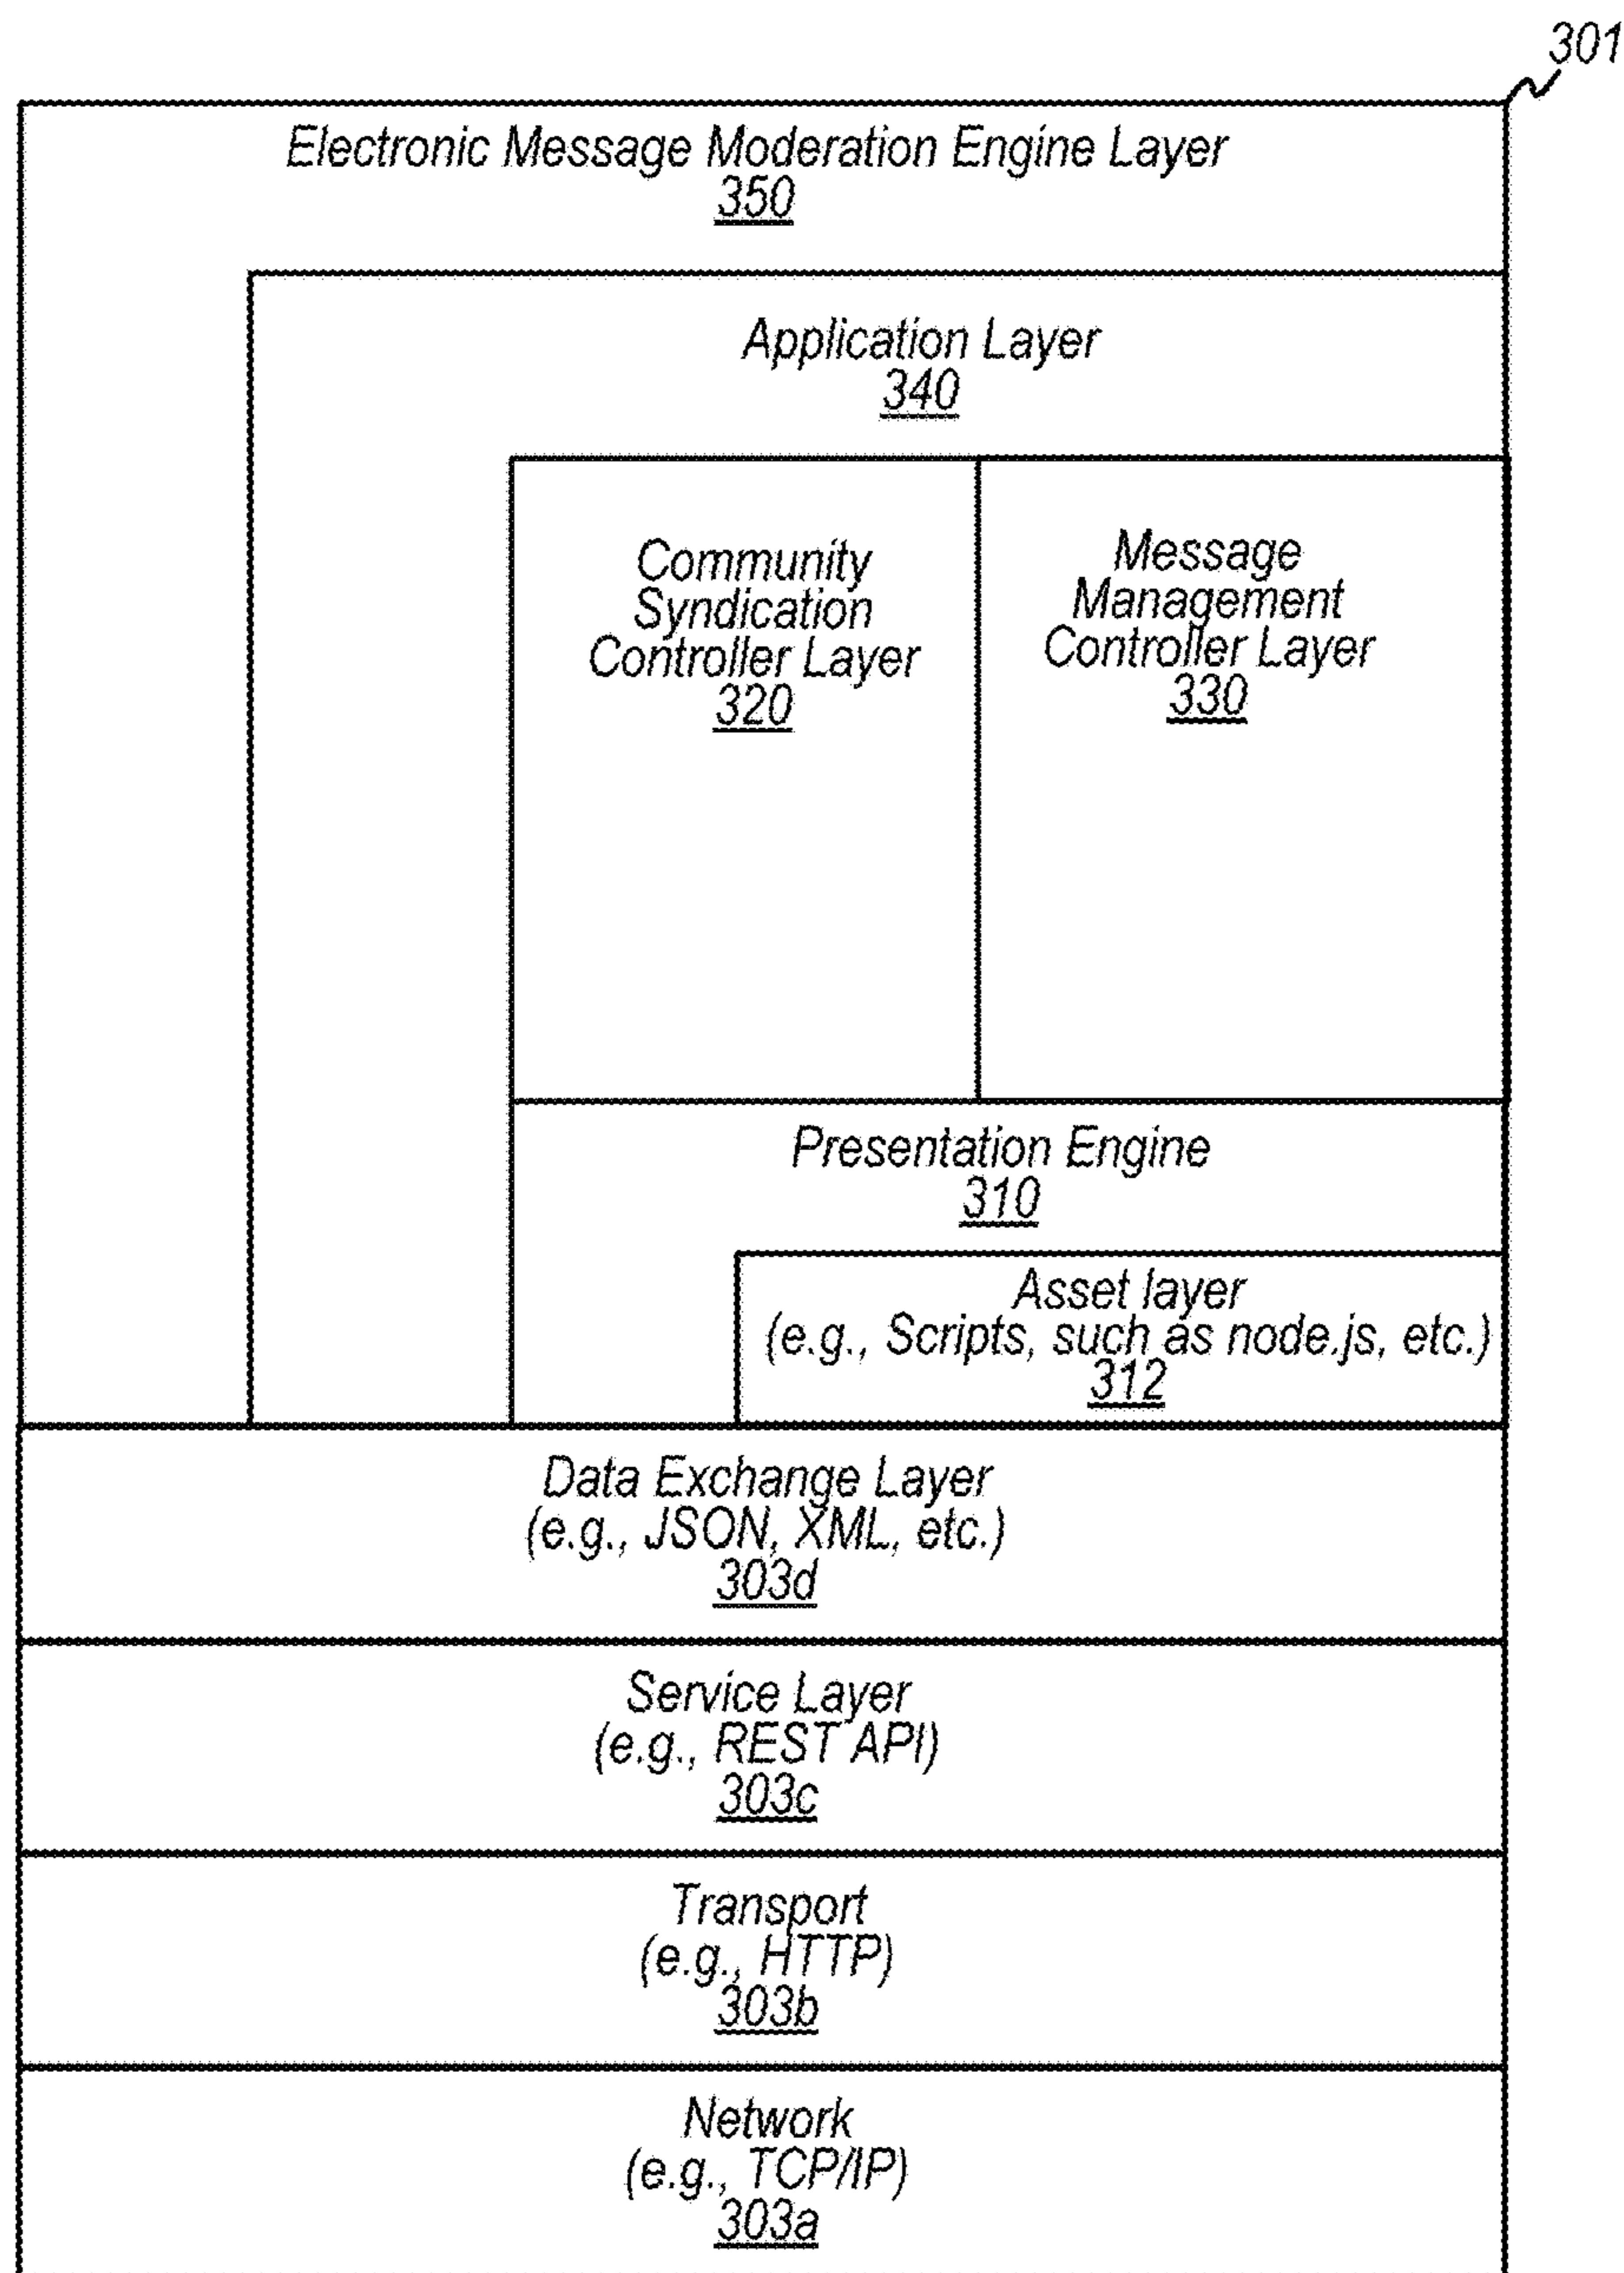 301
Electronic Message Moderation Engine Layer
350
Application Layer
340
Community
Syndication
Controller Layer
320
Message
Management
Controller Layer
330
Presentation Engine
310
Asset layer
(e.g., Scripts, such as node.js, etc.)
312
Data Exchange Layer
(e.g., JSON, XML, etc.)
303d
Service Layer
(e.g., REST API)
303c
Transport
(e.g., HTTP)
303b
Network
(e.g., TCP/IP)
303a